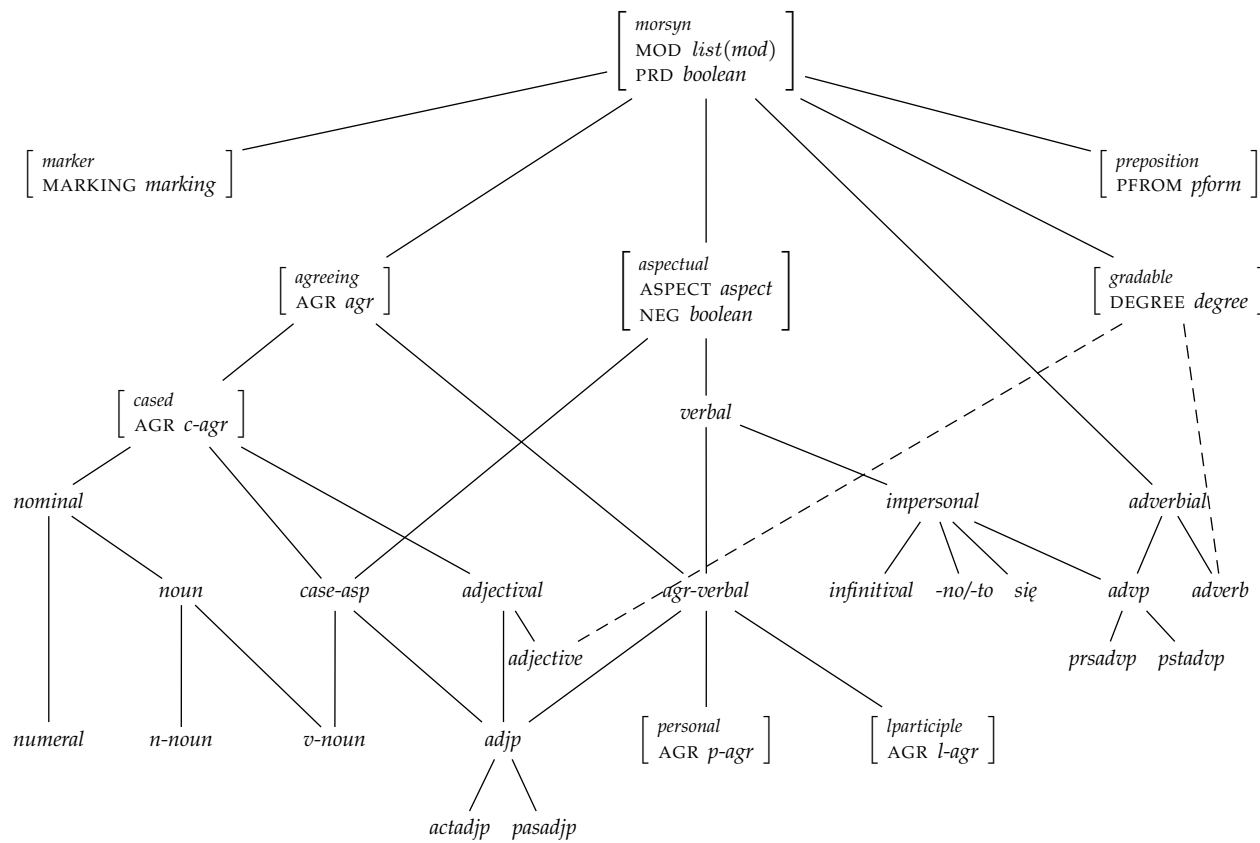 morsyn
MOD list(mod)
PRD boolean
marker
MARKING marking
preposition
PFROM pform
agreeing
AGR agr
aspectual
ASPECT aspect
NEG boolean
gradable
DEGREE degree
cased
AGR c-agr
verbal
nominal
impersonal
adverbial
noun
case-asp
adjectival
agr-verbal
infinitival
-no/-to
się
advp
adverb
adjective
prsadvp
pstadvp
numeral
n-noun
v-noun
adjp
personal
AGR p-agr
lparticiple
AGR l-agr
actadjp
pasadjp